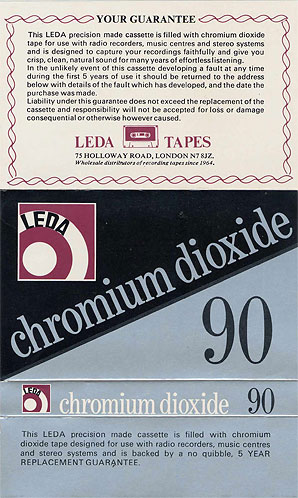 YOUR GUARANTEE
This LEDA precision made cassette is filled with chromium dioxide
tape for use with radio recorders, music centres and stereo systems
and is designed to capture your recordings faithfully and give you
crisp, clean, natural sound for many years of effortless listening.
In the unlikely event of this cassette developing a fault at any time
during the first 5 years of use it should be returned to the address
below with details of the fault which has developed, and the date the
purchase was made.
Liability under this guarantee does not exceed the replacement of the
cassette and responsibility will not be accepted for loss or damage
consequential or otherwise however caused.
LEDA TAPES
75 HOLLOWAY ROAD, LONDON N7 8JZ.
Wholesale distributors of recording tapes since 1964.
LEDA
chromium dioxide
90
LEDA chromium dioxide 90
This LEDA precision made cassette is filled with chromium
dioxide tape designed for use with radio recorders, music centres
and stereo systems and is backed by a no quibble, 5 YEAR
REPLACEMENT GUARANTEE.